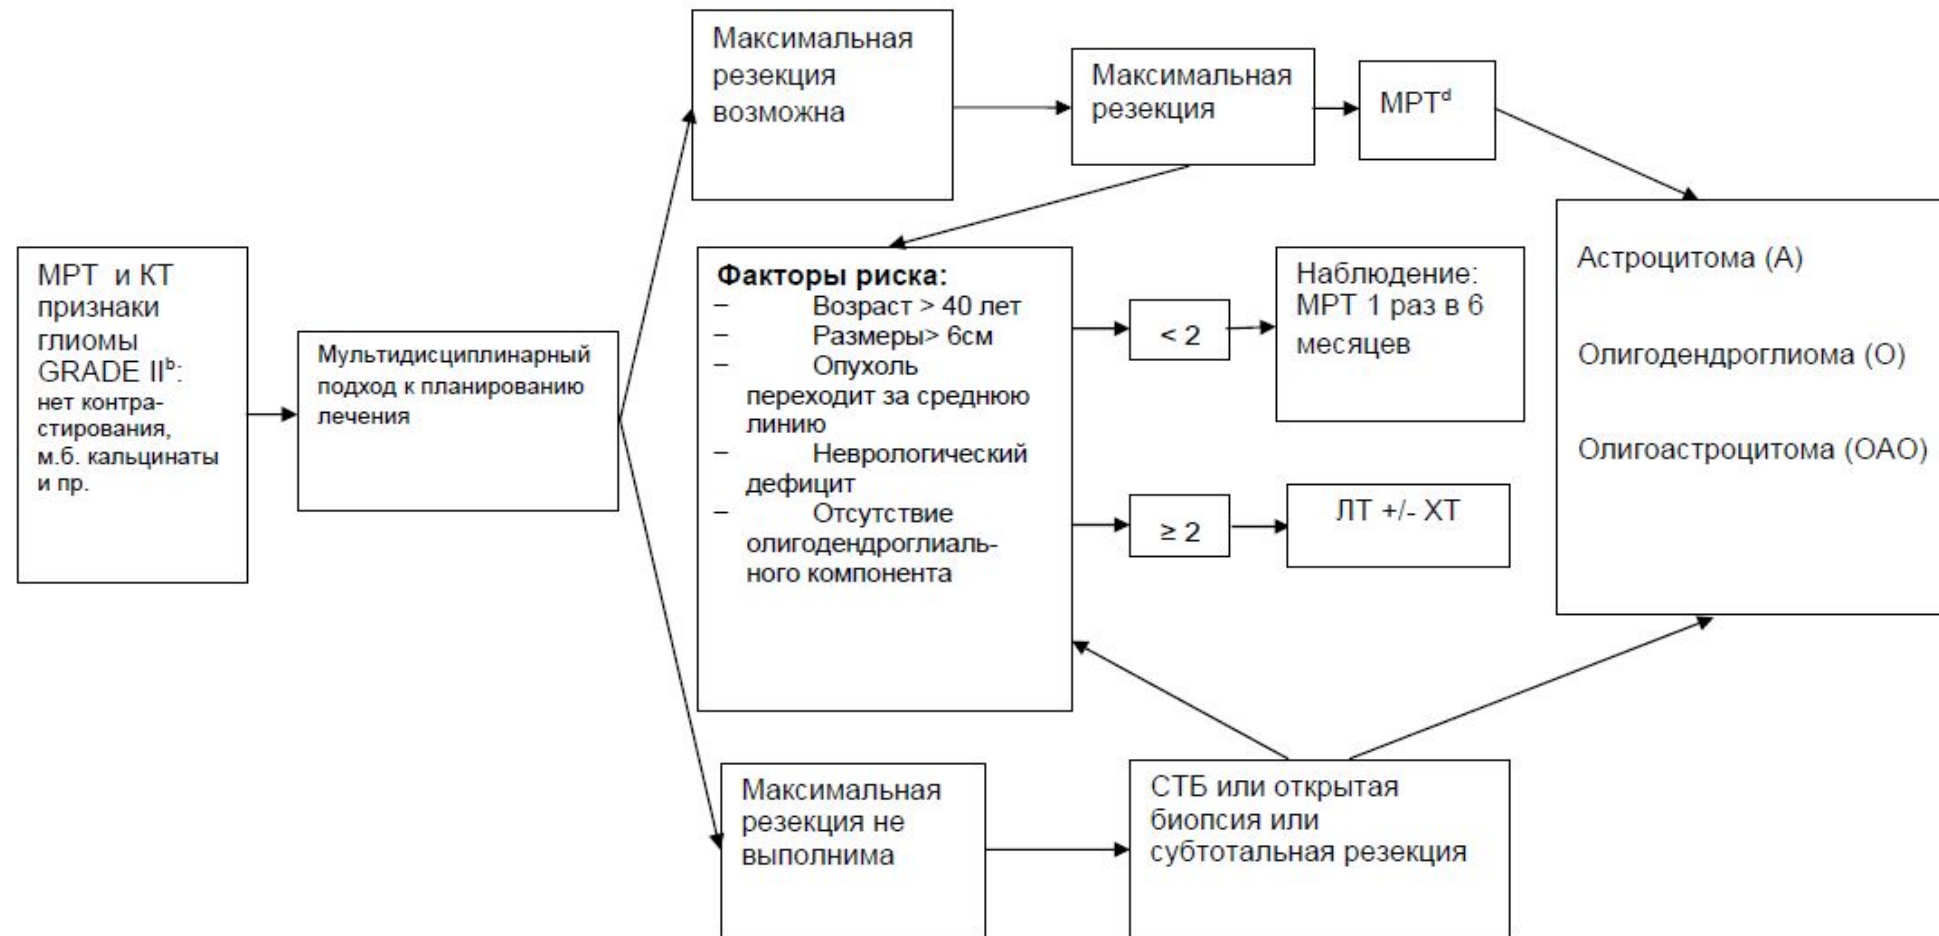 Максимальная
резекция
возможна
Максимальная
резекция
МРТᵈ
МРТ и КТ
признаки
глиомы
GRADE IIᵇ:
нет контра-
стирования,
м.б. кальцинаты
и пр.
Мультидисциплинарный
подход к планированию
лечения
Факторы риска:
– Возраст > 40 лет
– Размеры> 6см
– Опухоль
переходит за среднюю
линию
– Неврологический
дефицит
– Отсутствие
олигодендроглиаль-
ного компонента
< 2
Наблюдение:
МРТ 1 раз в 6
месяцев
≥ 2
ЛТ +/- ХТ
Астроцитома (А)
Олигодендроглиома (О)
Олигоастроцитома (ОАО)
Максимальная
резекция не
выполнима
СТБ или открытая
биопсия или
субтотальная резекция